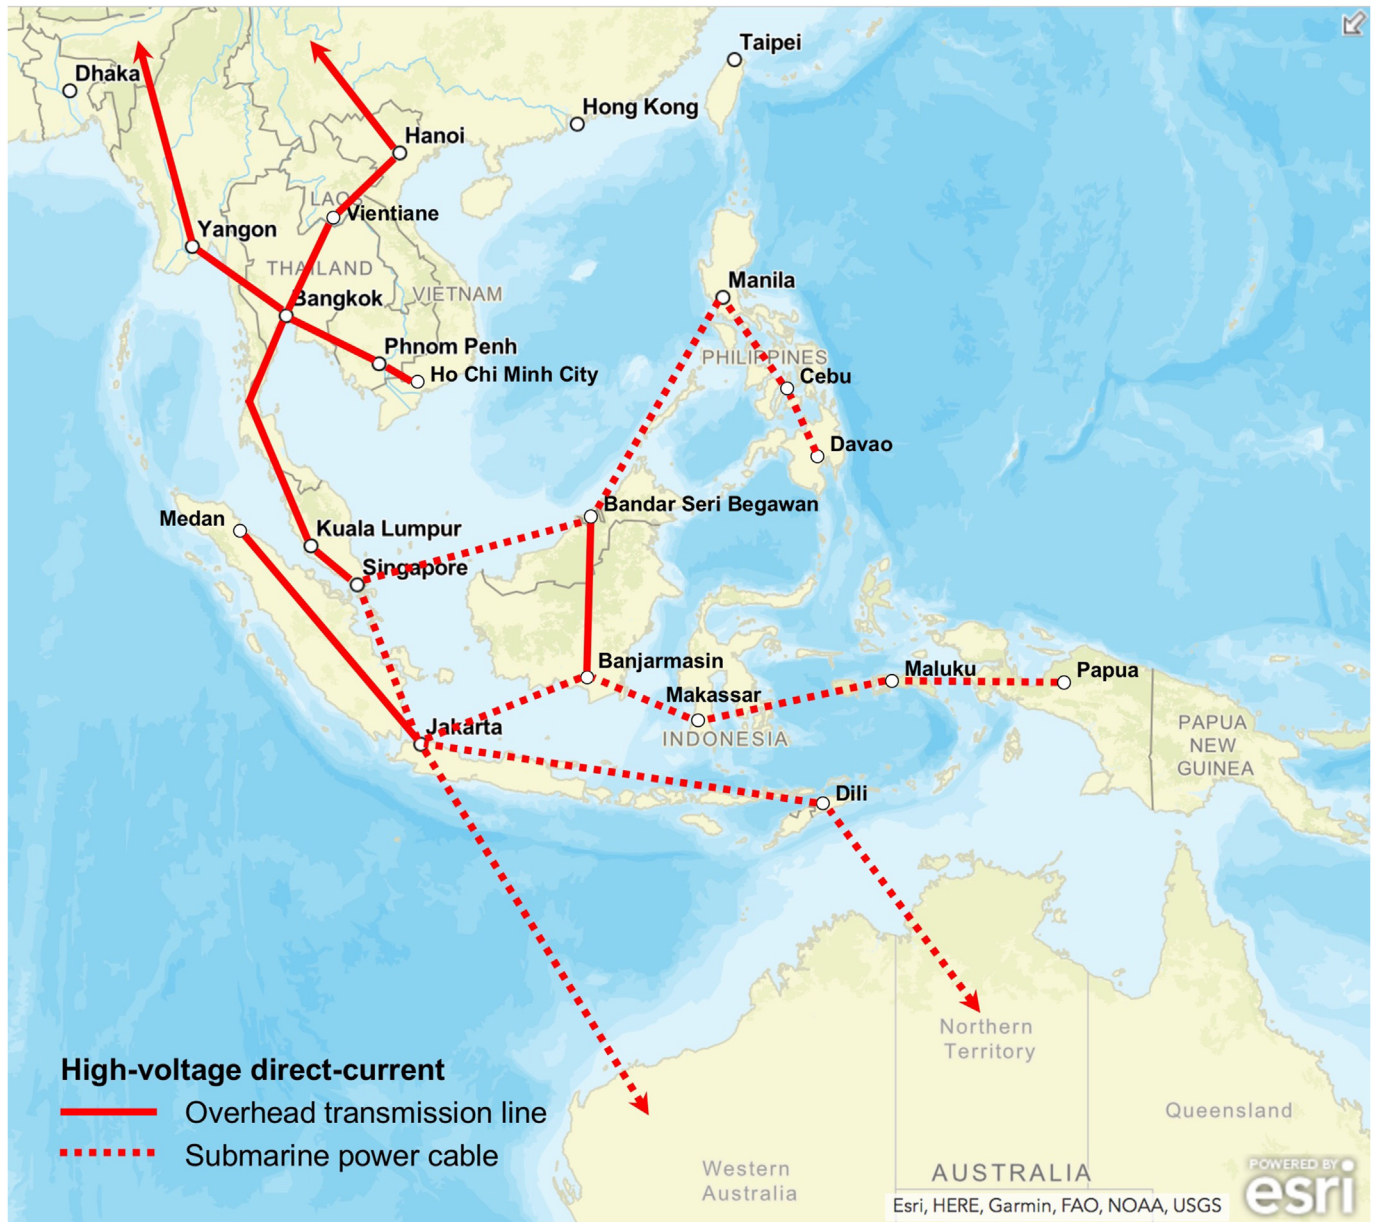 Taipei
Dhaka
Hong Kong
Hanoi
LAOS
Vientiane
Yangon
THAILAND
Manila
VIETNAM
Bangkok
Phnom Penh
PHILIPPINES
Ho Chi Minh City
Cebu
Davao
Bandar Seri Begawan
Medan
Kuala Lumpur
Singapore
Banjarmasin
Maluku
Papua
Makassar
Jakarta
INDONESIA
PAPUA
NEW
GUINEA
Dili
Northern
Territory
High-voltage direct-current
Overhead transmission line
Submarine power cable
Queensland
Western
Australia
AUSTRALIA
POWERED BY
esri
Esri, HERE, Garmin, FAO, NOAA, USGS